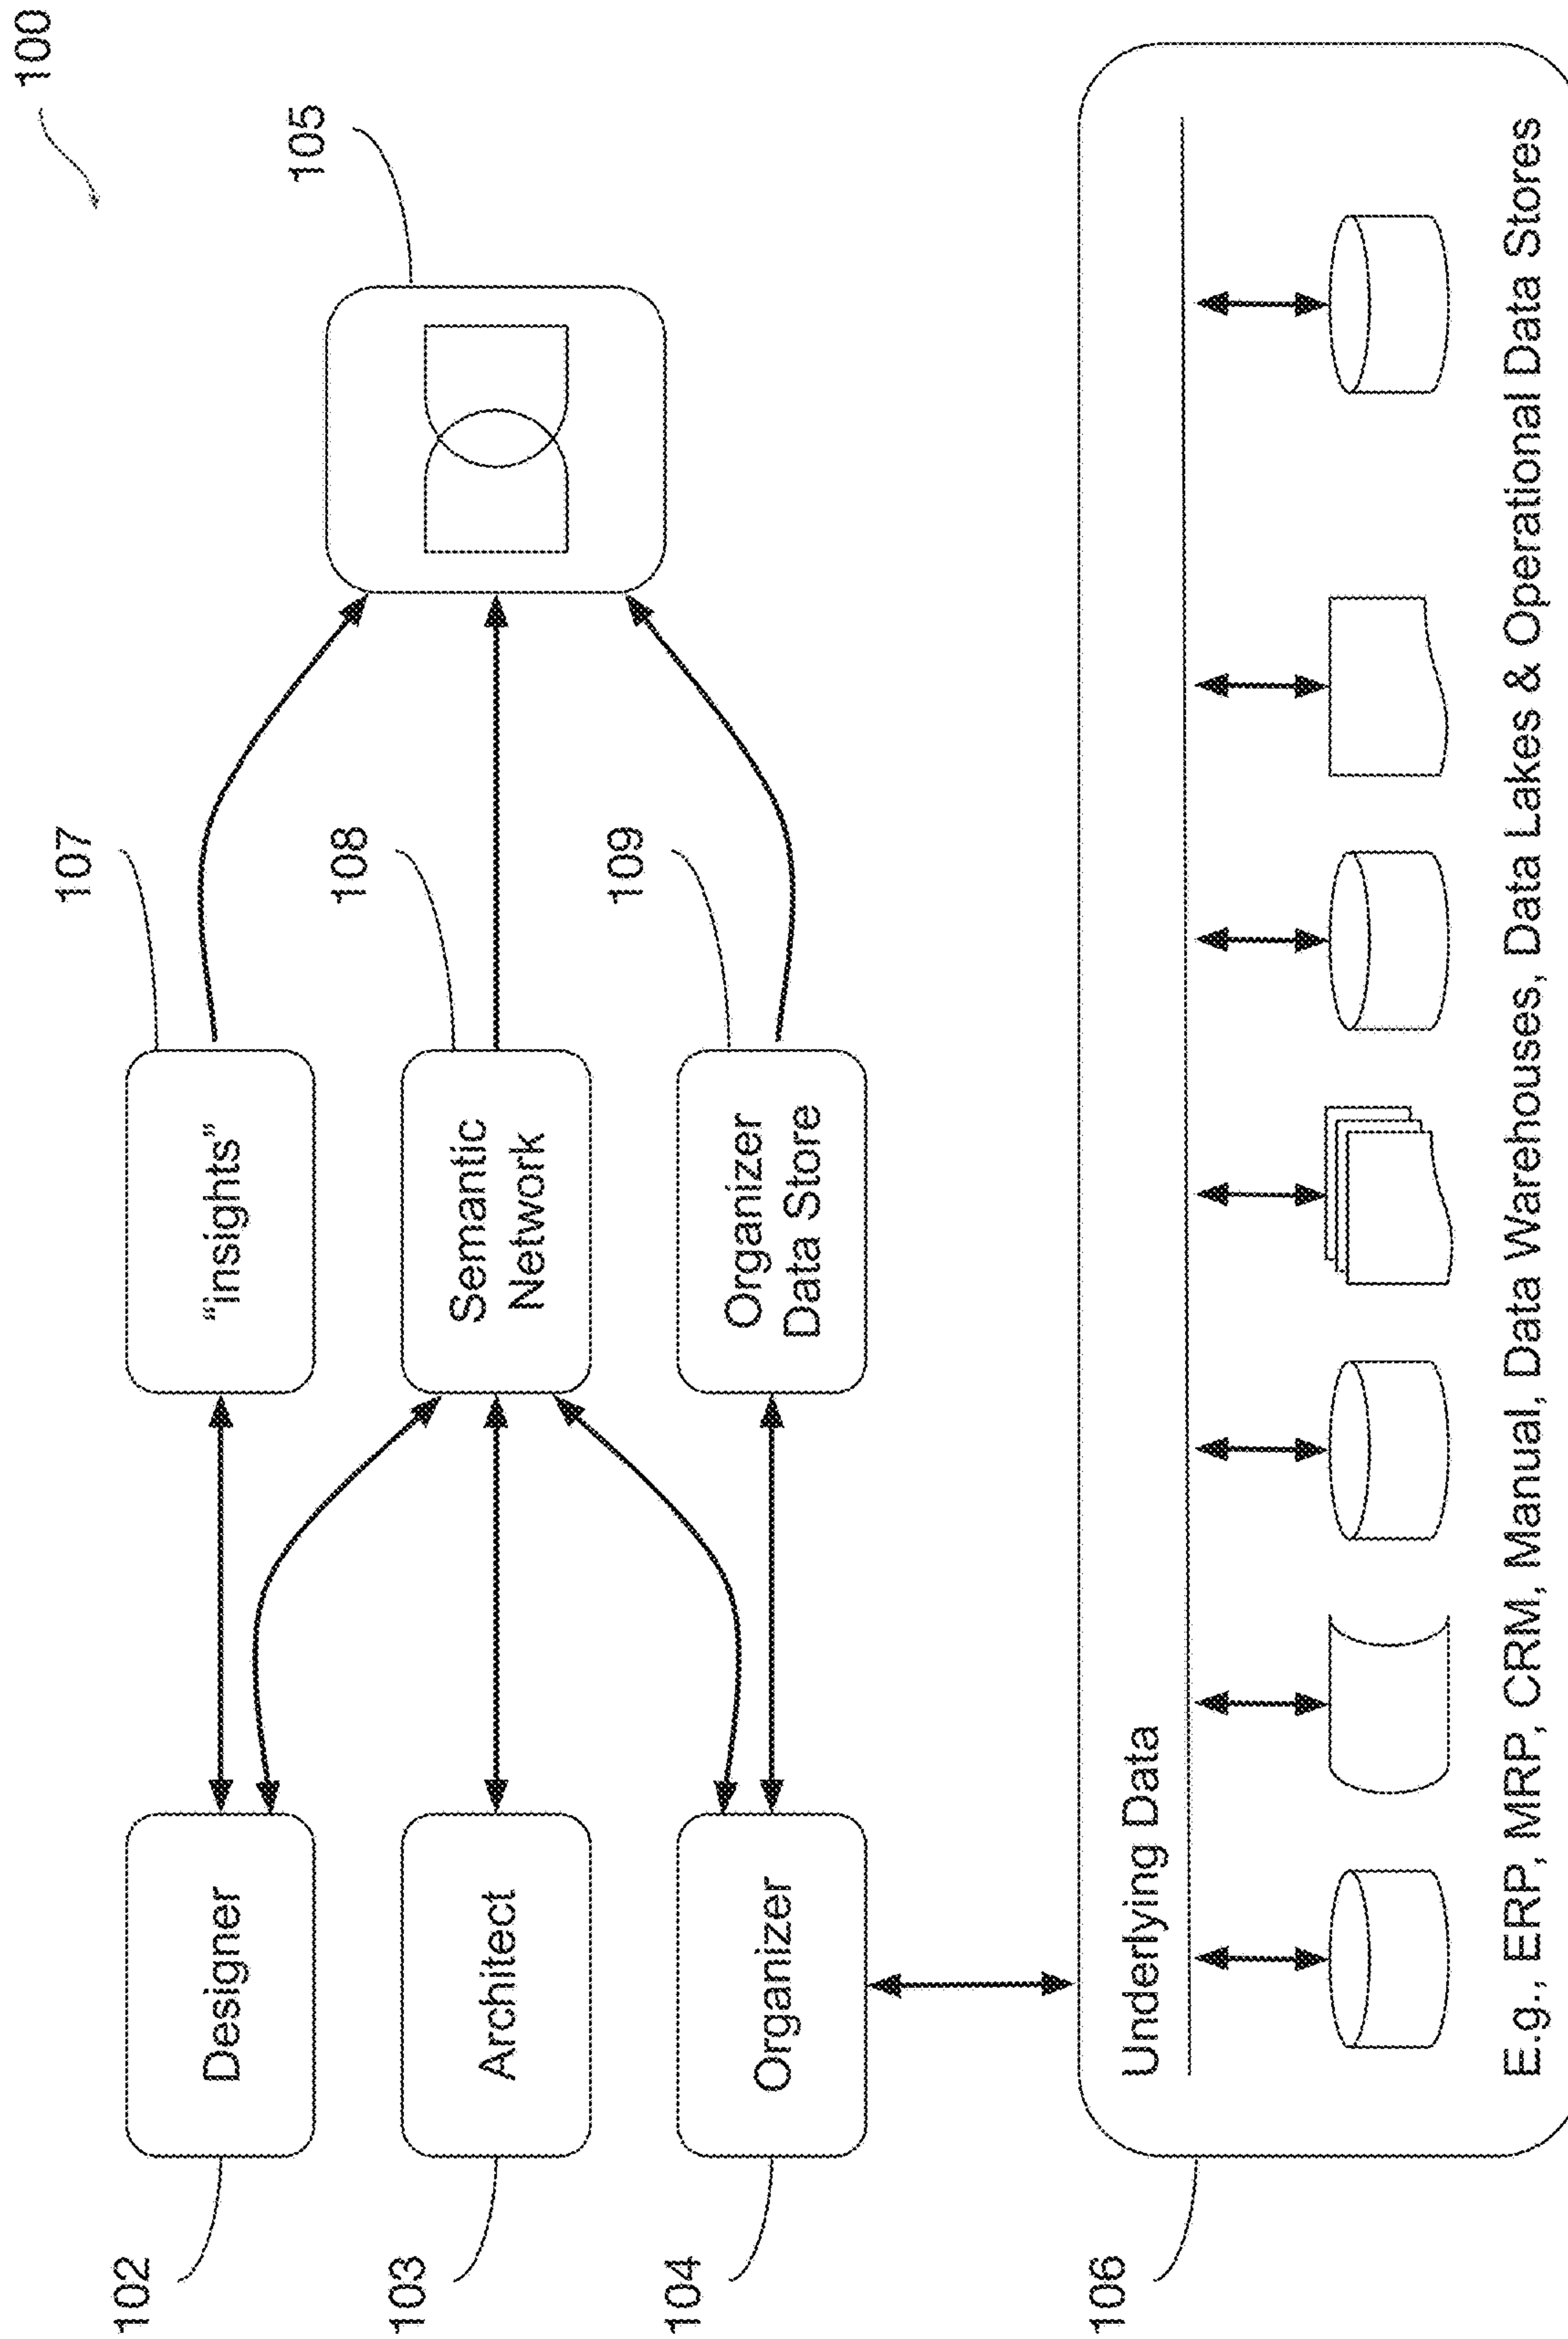 100
105
107
108
109
"insights"
Semantic
Network
Organizer
Data Store
Designer
Architect
Organizer
102
103
104
106
Underlying Data
E.g., ERP, MRP, CRM, Manual, Data Warehouses, Data Lakes & Operational Data Stores